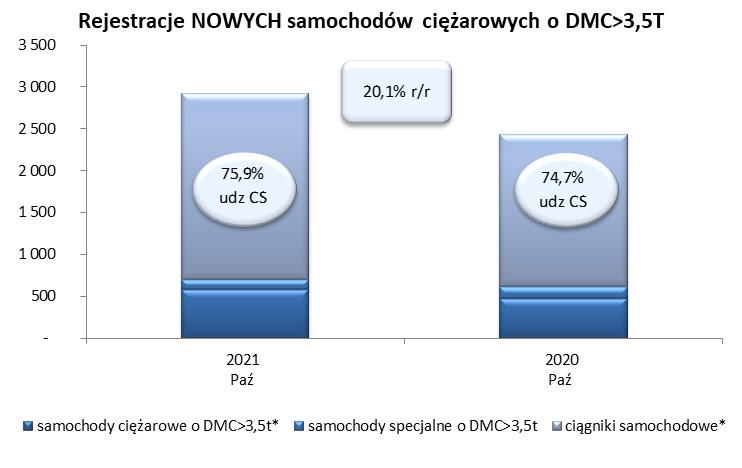 Rejestracje NOWYCH samochodów ciężarowych o DMC>3,5T
3 500
3 000
2 500
2 000
1 500
1 000
500
-
20,1% r/r
75,9%
udz CS
74,7%
udz CS
2021
Paź
2020
Paź
samochody ciężarowe o DMC>3,5t* samochody specjalne o DMC>3,5t ciągniki samochodowe*